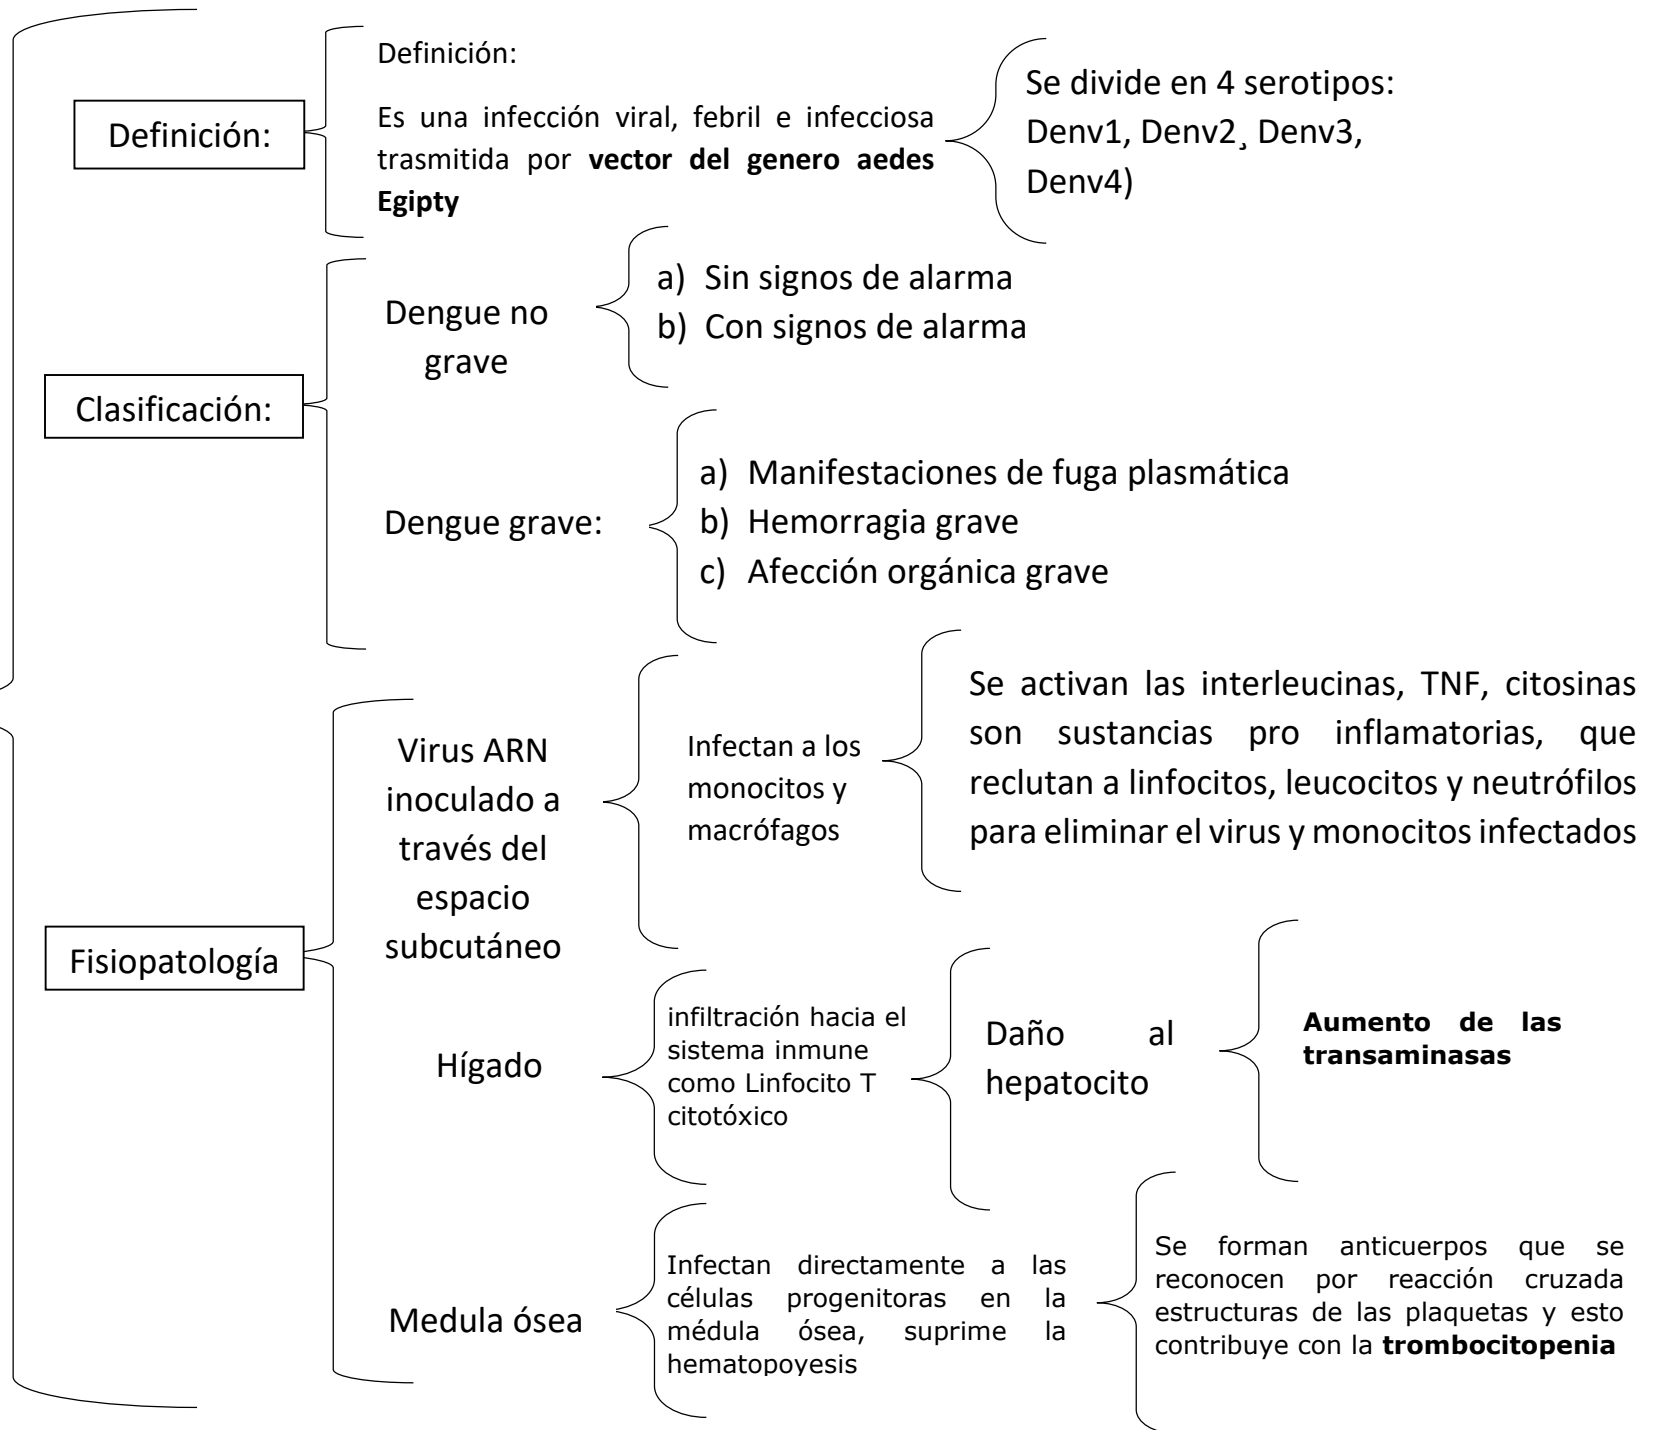 Definición:
Definición:
Es una infección viral, febril e infecciosa
trasmitida por vector del genero aedes
Egipty
Se divide en 4 serotipos:
Denv1, Denv2¸ Denv3,
Denv4)
Clasificación:
Dengue no
grave
a) Sin signos de alarma
b) Con signos de alarma
Dengue grave:
a) Manifestaciones de fuga plasmática
b) Hemorragia grave
c) Afección orgánica grave
Fisiopatología
Virus ARN
inoculado a
través del
espacio
subcutáneo
Infectan a los
monocitos y
macrófagos
Se activan las interleucinas, TNF, citosinas
son sustancias pro inflamatorias, que
reclutan a linfocitos, leucocitos y neutrófilos
para eliminar el virus y monocitos infectados
Hígado
infiltración hacia el
sistema inmune
como Linfocito T
citotóxico
Daño al
hepatocito
Aumento de las
transaminasas
Medula ósea
Infectan directamente a las
células progenitoras en la
médula ósea, suprime la
hematopoyesis
Se forman anticuerpos que se
reconocen por reacción cruzada
estructuras de las plaquetas y esto
contribuye con la trombocitopenia